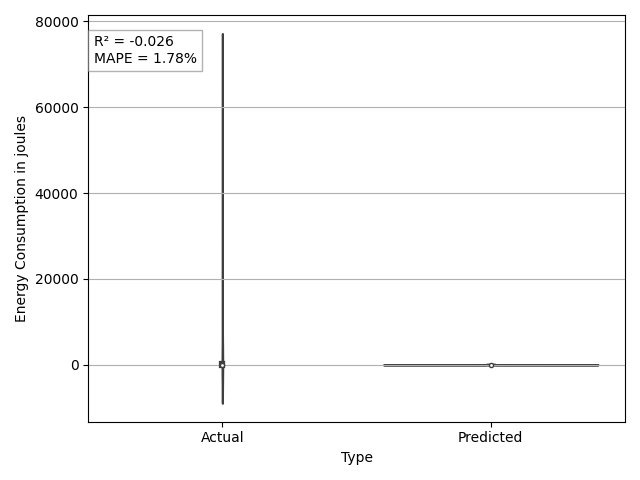 80000
R² = -0.026
MAPE = 1.78%
60000
40000
20000
0
Energy Consumption in joules
Actual
Predicted
Type